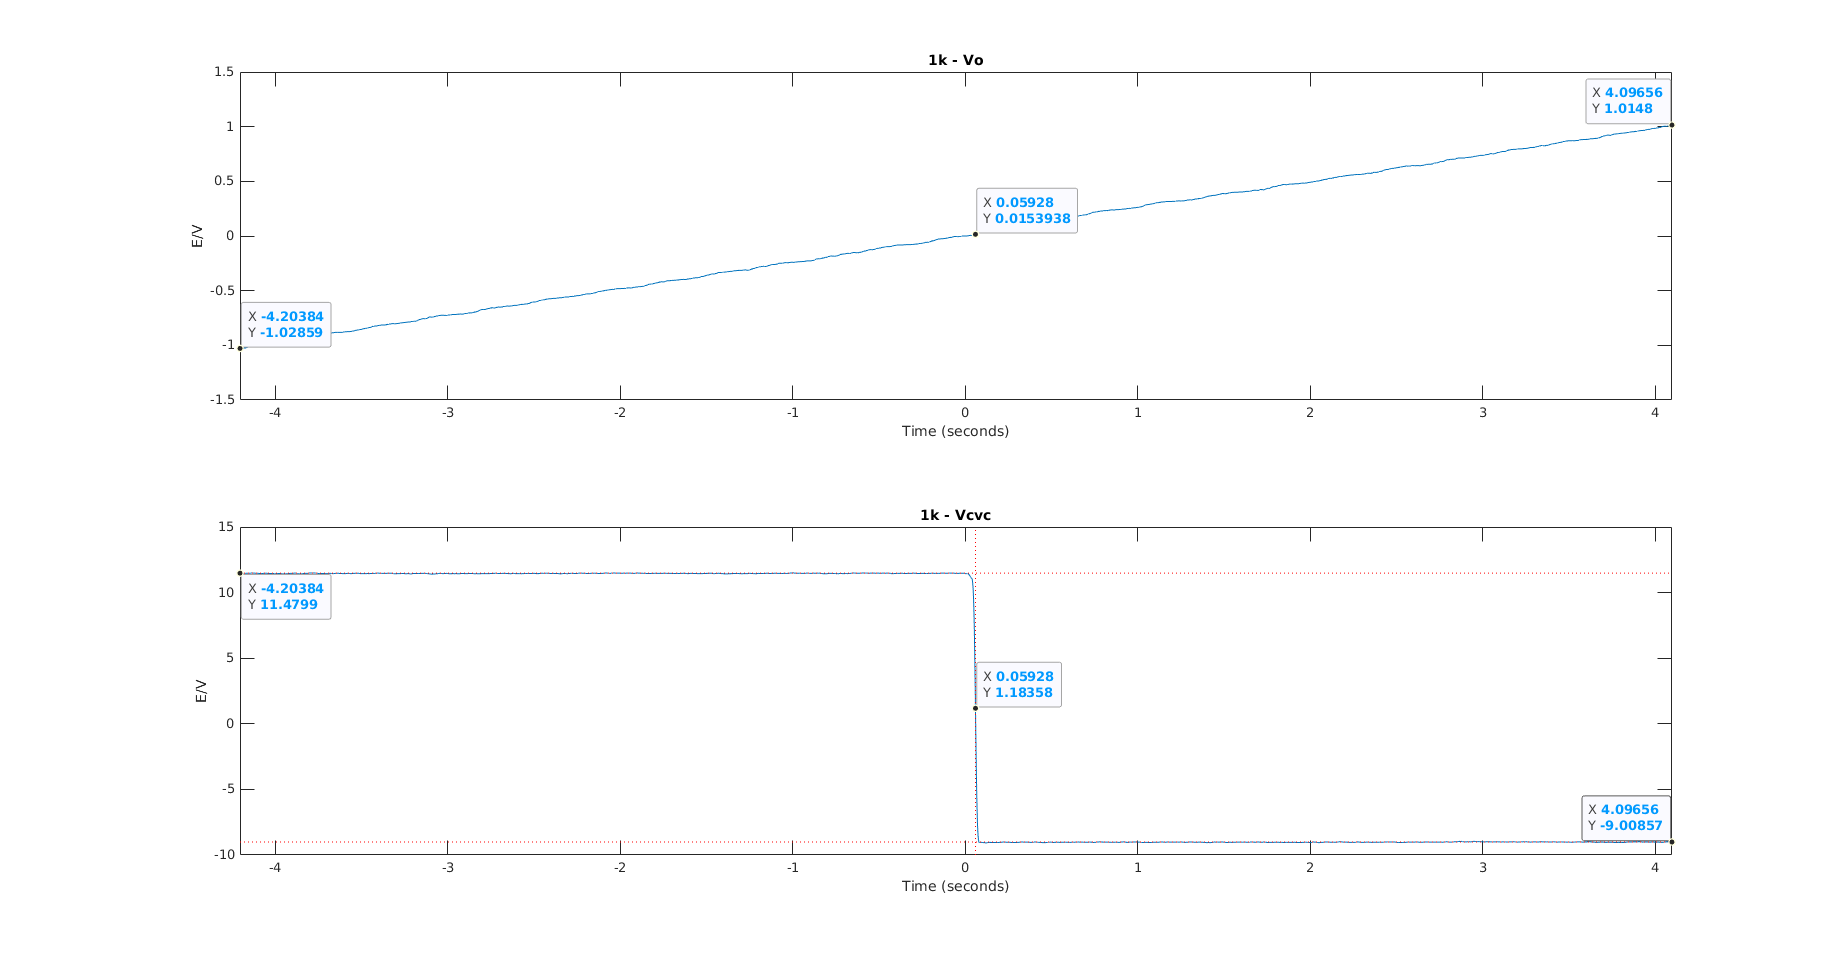 1k - Vo
1.5
1
0.5
0
-0.5
-1
-1.5
E/V
X 4.09656
Y 1.0148
X 0.05928
Y 0.0153938
X -4.20384
Y -1.02859
-4 -3 -2 -1 0 1 2 3 4
Time (seconds)
1k - Vcvc
15
10
5
0
-5
-10
E/V
X -4.20384
Y 11.4799
X 0.05928
Y 1.18358
X 4.09656
Y -9.00857
-4 -3 -2 -1 0 1 2 3 4
Time (seconds)